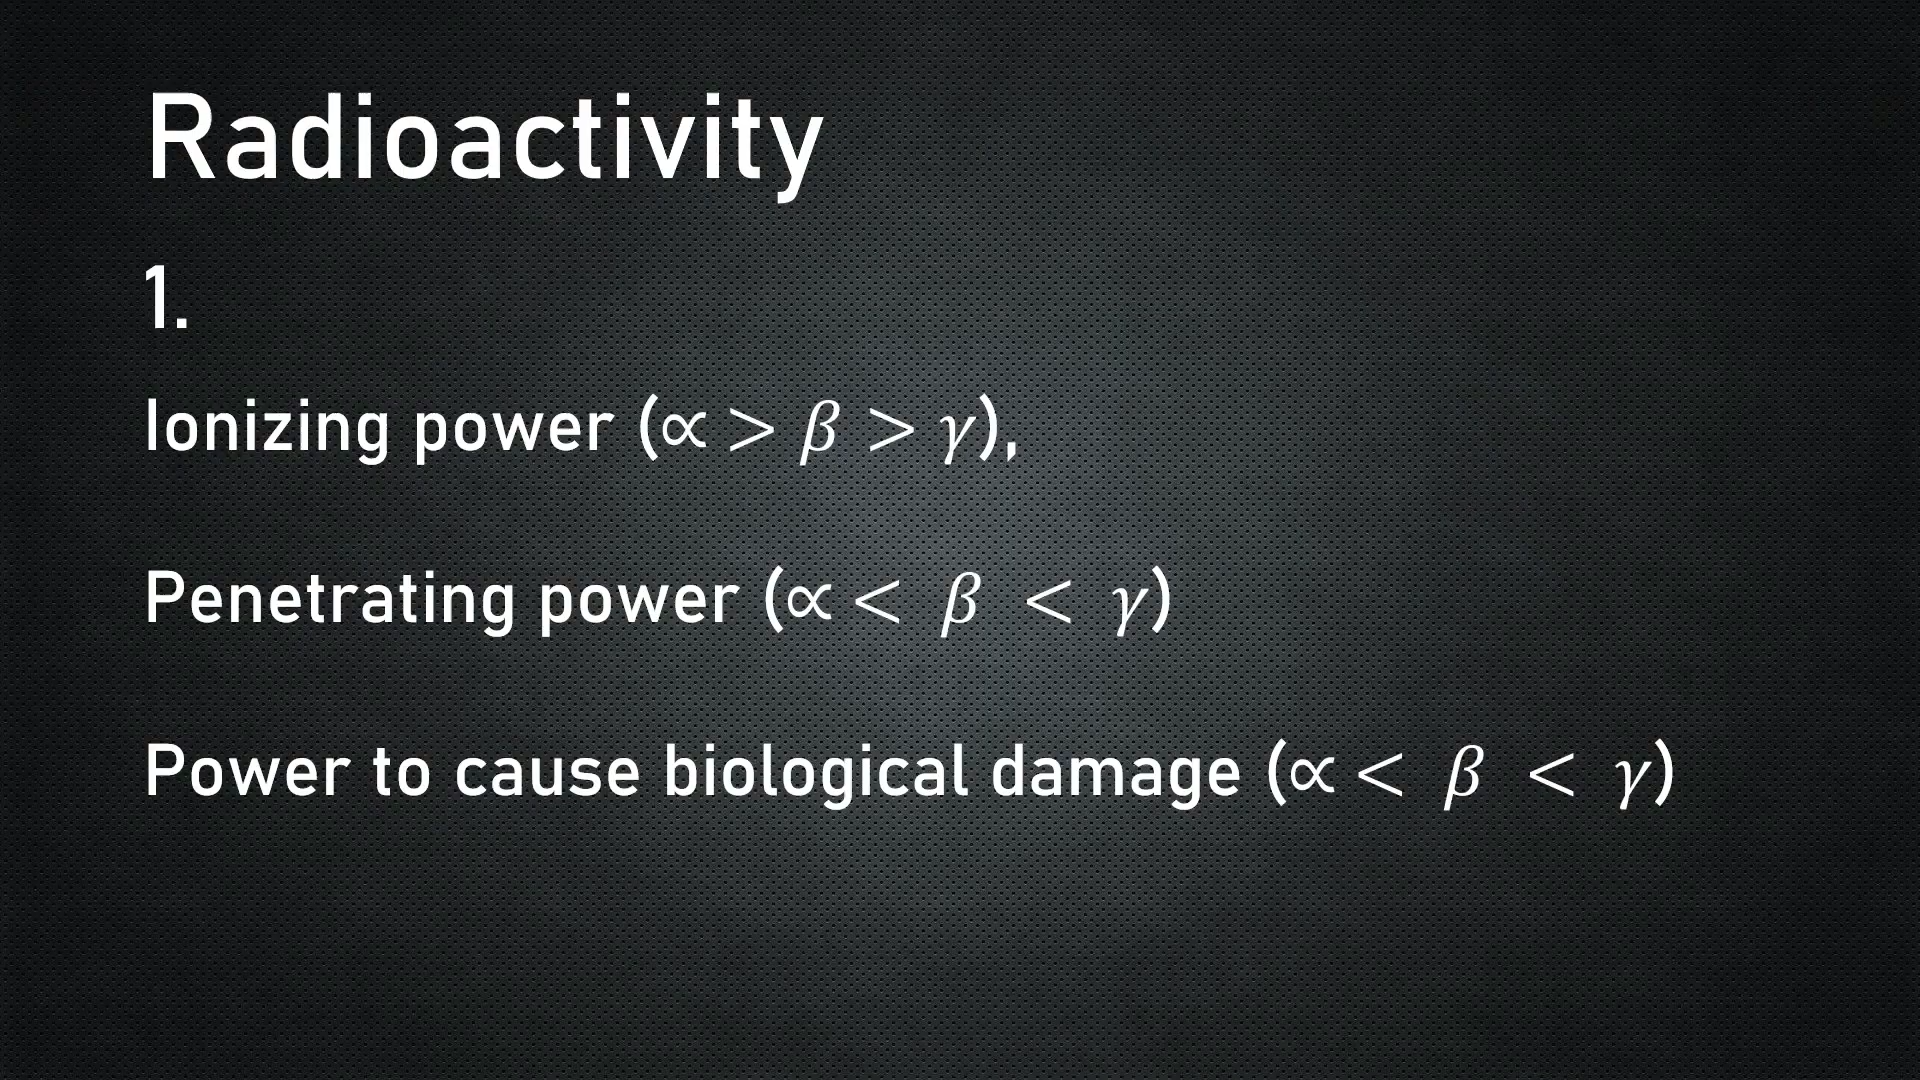 Radioactivity
1.
Ionizing power (∝ > β > γ),
Penetrating power (∝ < β < γ)
Power to cause biological damage (∝ < β < γ)